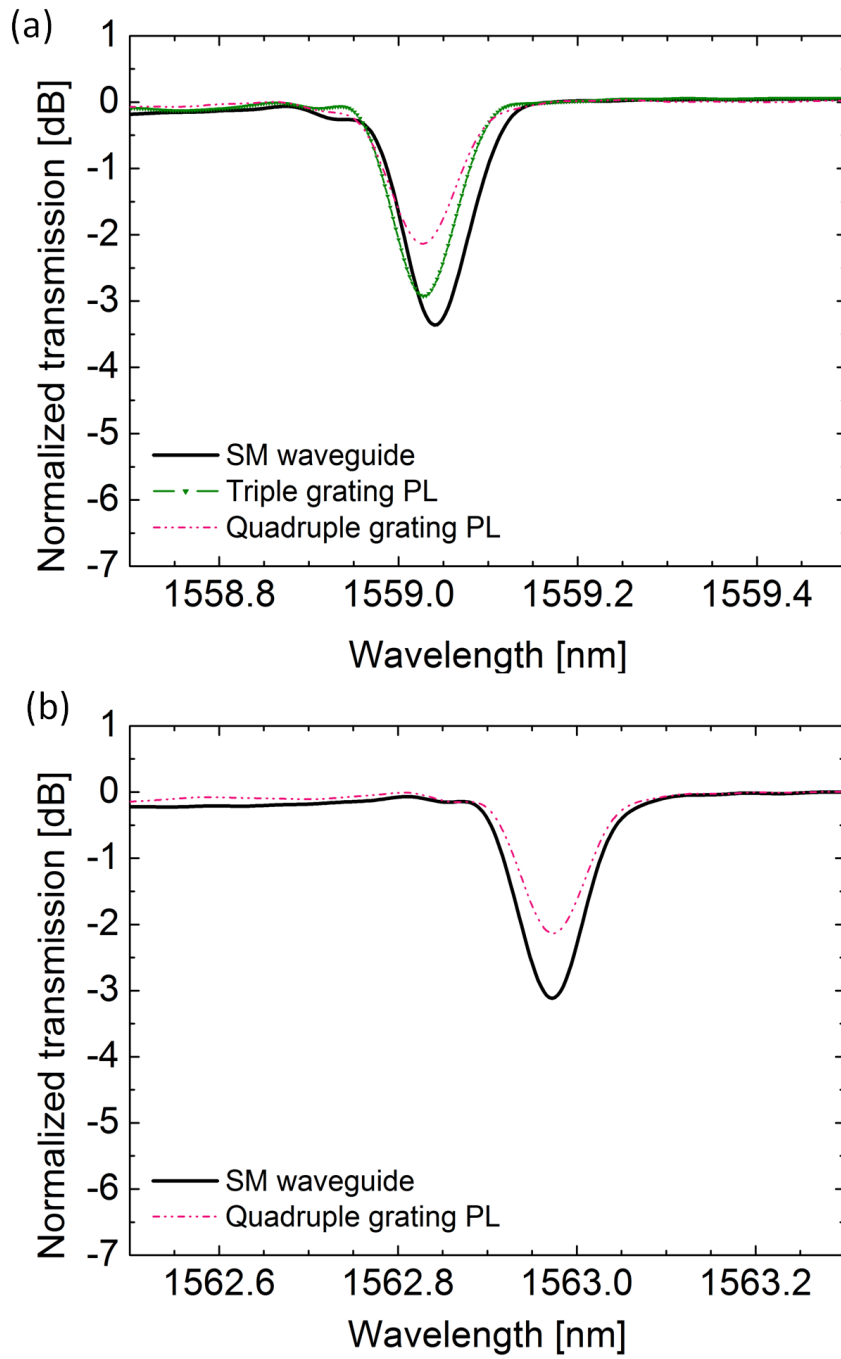 (a)
1
0
-1
-2
-3
-4
-5
-6
-7
Normalized transmission [dB]
SM waveguide
Triple grating PL
Quadruple grating PL
1558.8 1559.0 1559.2 1559.4
Wavelength [nm]
(b)
1
0
-1
-2
-3
-4
-5
-6
-7
Normalized transmission [dB]
SM waveguide
Quadruple grating PL
1562.6 1562.8 1563.0 1563.2
Wavelength [nm]